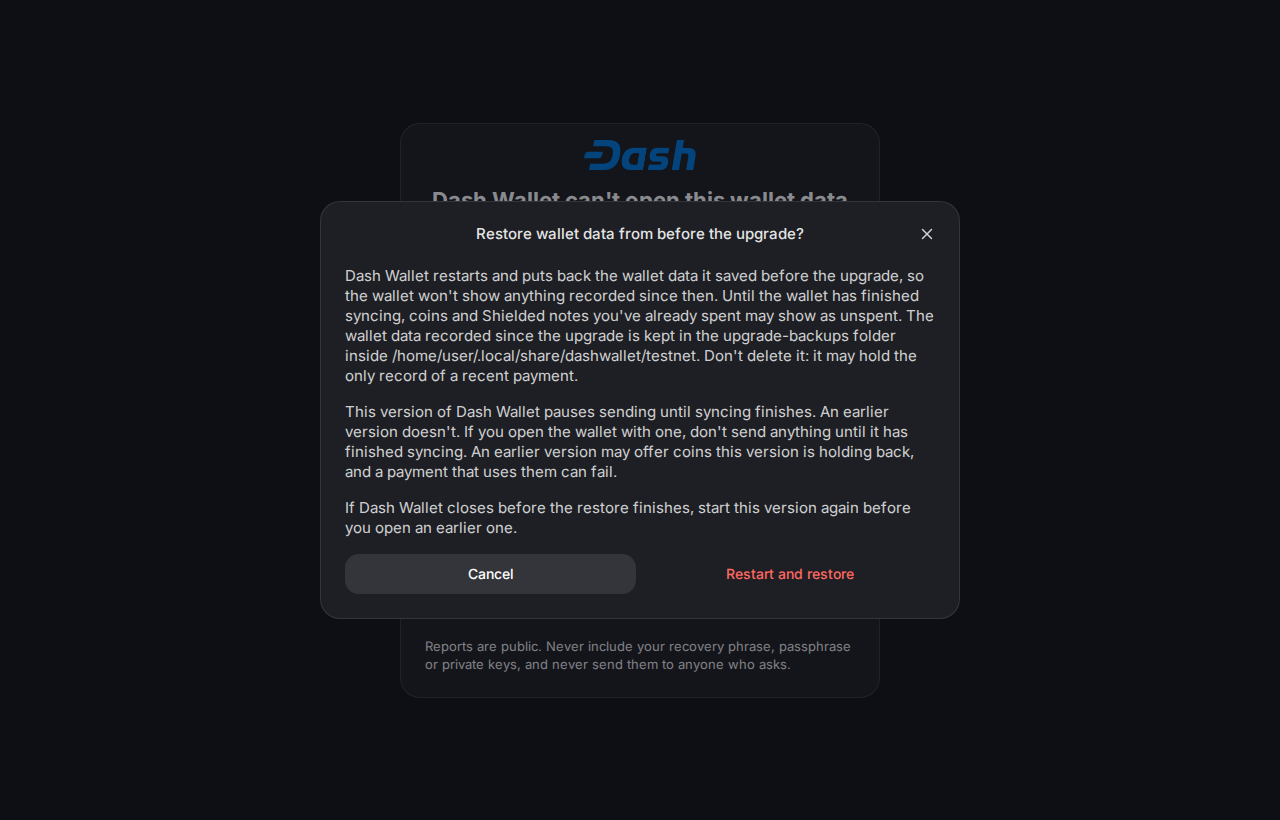 Dash
Dash Wallet can't open this wallet data
Restore wallet data from before the upgrade?
Dash Wallet restarts and puts back the wallet data it saved before the upgrade, so
the wallet won't show anything recorded since then. Until the wallet has finished
syncing, coins and Shielded notes you've already spent may show as unspent. The
wallet data recorded since the upgrade is kept in the upgrade-backups folder
inside /home/user/.local/share/dashwallet/testnet. Don't delete it: it may hold the
only record of a recent payment.
This version of Dash Wallet pauses sending until syncing finishes. An earlier
version doesn't. If you open the wallet with one, don't send anything until it has
finished syncing. An earlier version may offer coins this version is holding back,
and a payment that uses them can fail.
If Dash Wallet closes before the restore finishes, start this version again before
you open an earlier one.
Cancel
Restart and restore
Reports are public. Never include your recovery phrase, passphrase
or private keys, and never send them to anyone who asks.